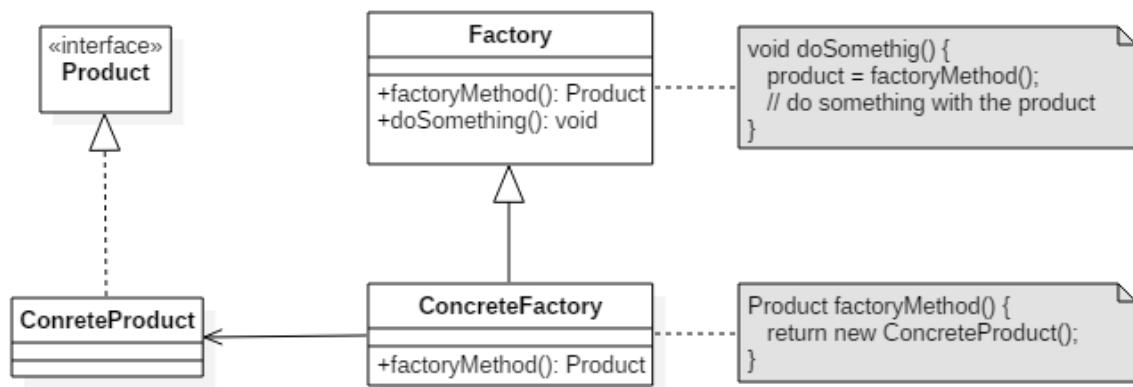 «interface»
Product
Factory
+factoryMethod(): Product
+doSomething(): void
void doSomethig() {
product = factoryMethod();
// do something with the product
}
ConreteProduct
ConcreteFactory
+factoryMethod(): Product
Product factoryMethod() {
return new ConcreteProduct();
}